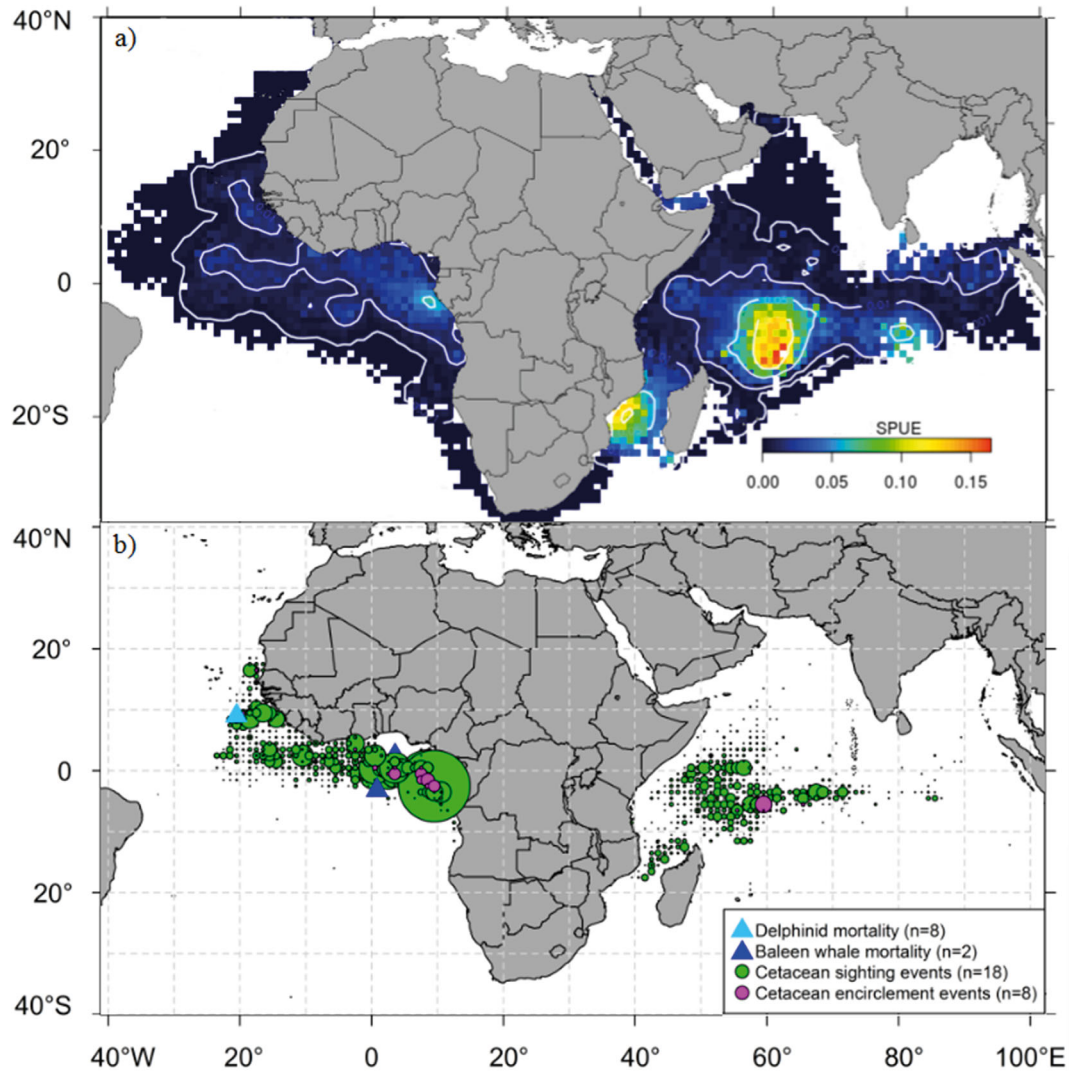 40°N
a)
20°
0
20°S
SPUE
0.00 0.05 0.10 0.15
40°N
b)
20°
0
20°
40°S
Delphinid mortality (n=8)
Baleen whale mortality (n=2)
Cetacean sighting events (n=18)
Cetacean encirclement events (n=8)
40°W 20° 0 20° 40° 60° 80° 100°E